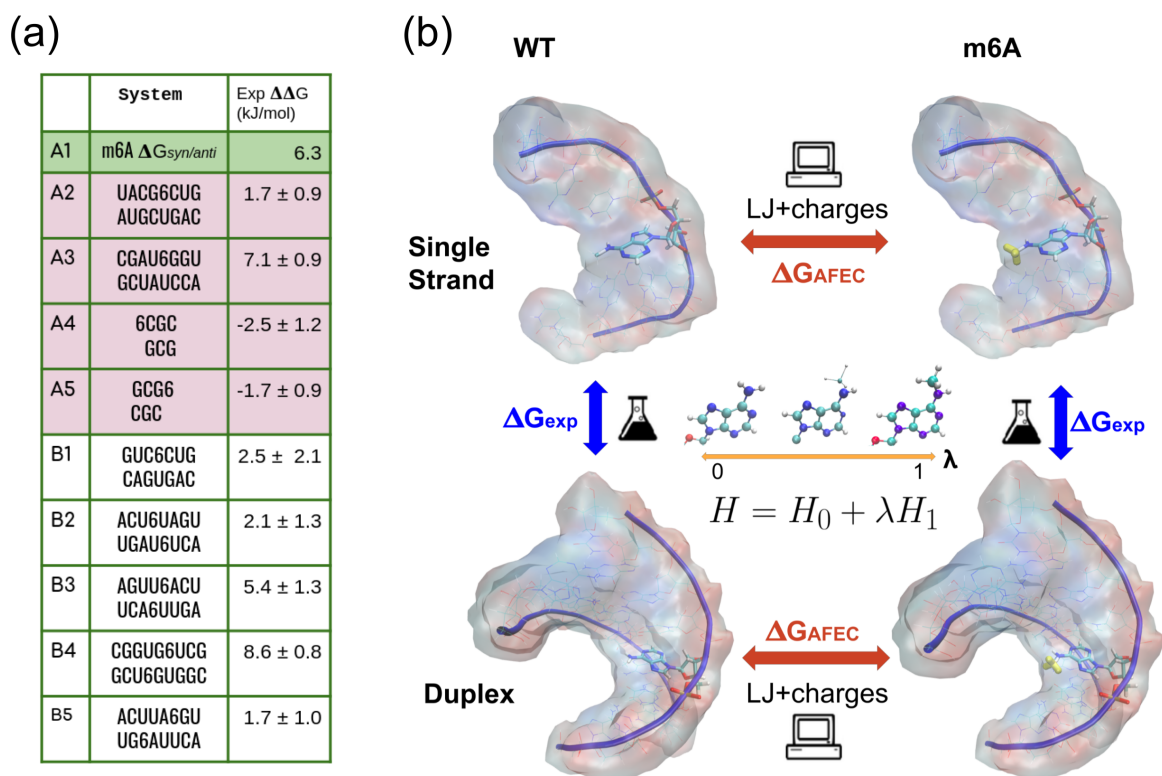 (a)
System Exp ΔΔG
(kJ/mol)
A1 m6A ΔGsyn/anti 6.3
A2 UACG6CUG 1.7 ± 0.9
AUGCUGAC
A3 CGAU6GGU 7.1 ± 0.9
GCUAUCCA
A4 6CGC -2.5 ± 1.2
GCG
A5 GCG6 -1.7 ± 0.9
CGC
B1 GUC6CUG 2.5 ± 2.1
CAGUGAC
B2 ACU6UAGU 2.1 ± 1.3
UGAU6UCA
B3 AGUU6ACU 5.4 ± 1.3
UCA6UUGA
B4 CGGUG6UCG 8.6 ± 0.8
GCU6GUGGC
B5 ACUUA6GU 1.7 ± 1.0
UG6AUUCA
(b)
WT m6A
Single
Strand
LJ+charges
ΔGAFEC
ΔGexp
ΔGexp
0 1 λ
H = H0 + λH1
Duplex
ΔGAFEC
LJ+charges